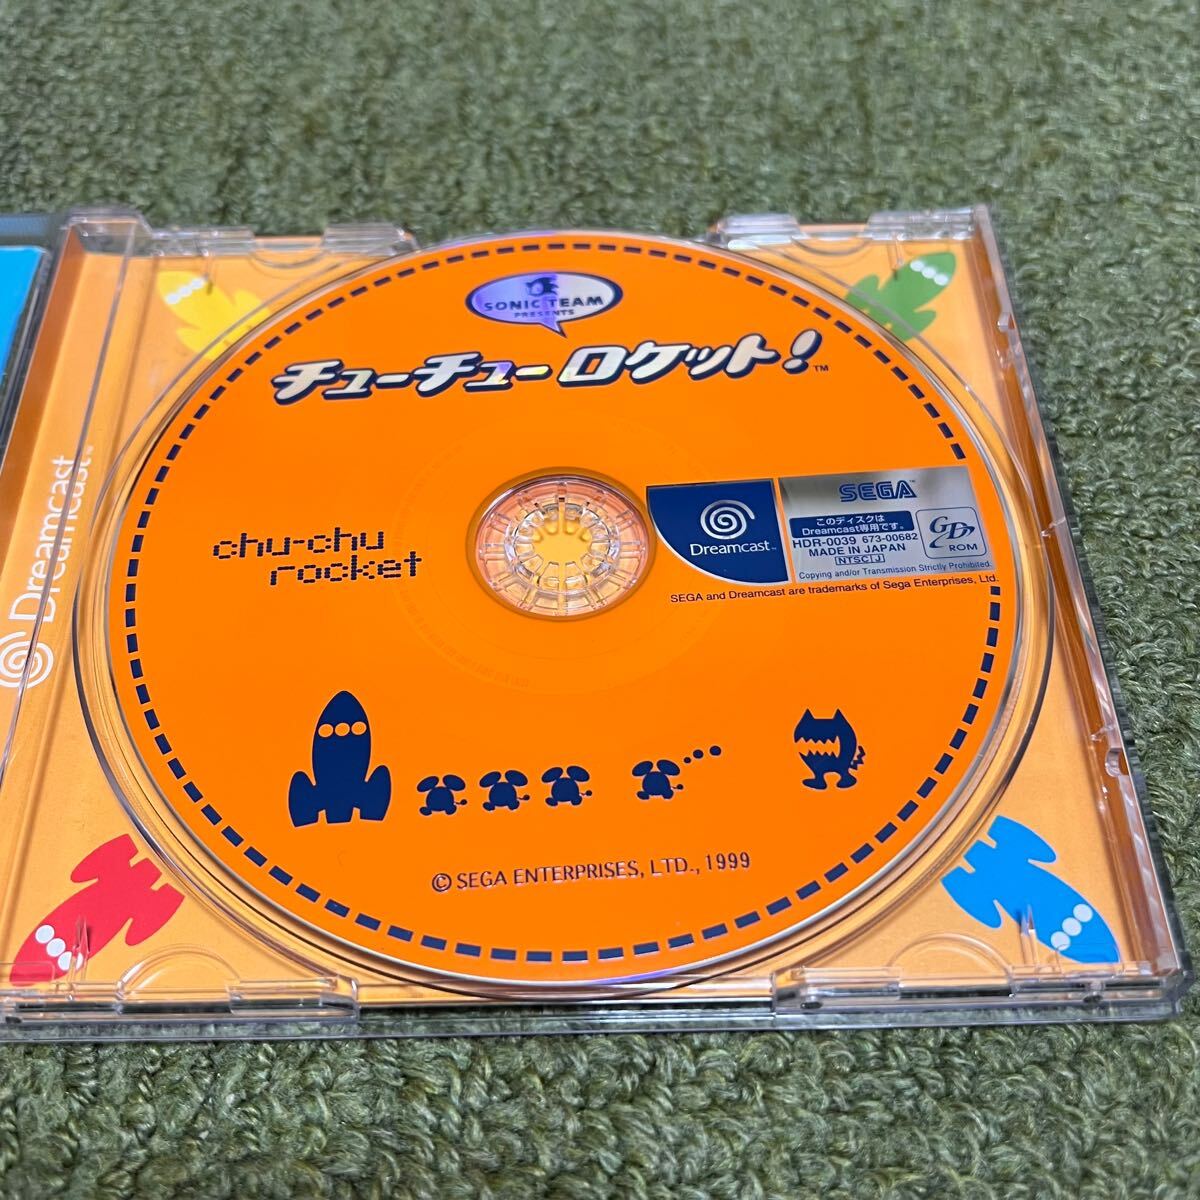 SONIC TEAM
PRESENTS
チューチューロケット!™
chu-chu
rocket
Dreamcast™
SEGA
このディスクは
Dreamcast専用です。
HDR-0039 673-00682
MADE IN JAPAN
NTSC J
GD
ROM
Copying and/or Transmission Strictly Prohibited.
SEGA and Dreamcast are trademarks of Sega Enterprises, Ltd.
© SEGA ENTERPRISES, LTD., 1999
Dreamcast™